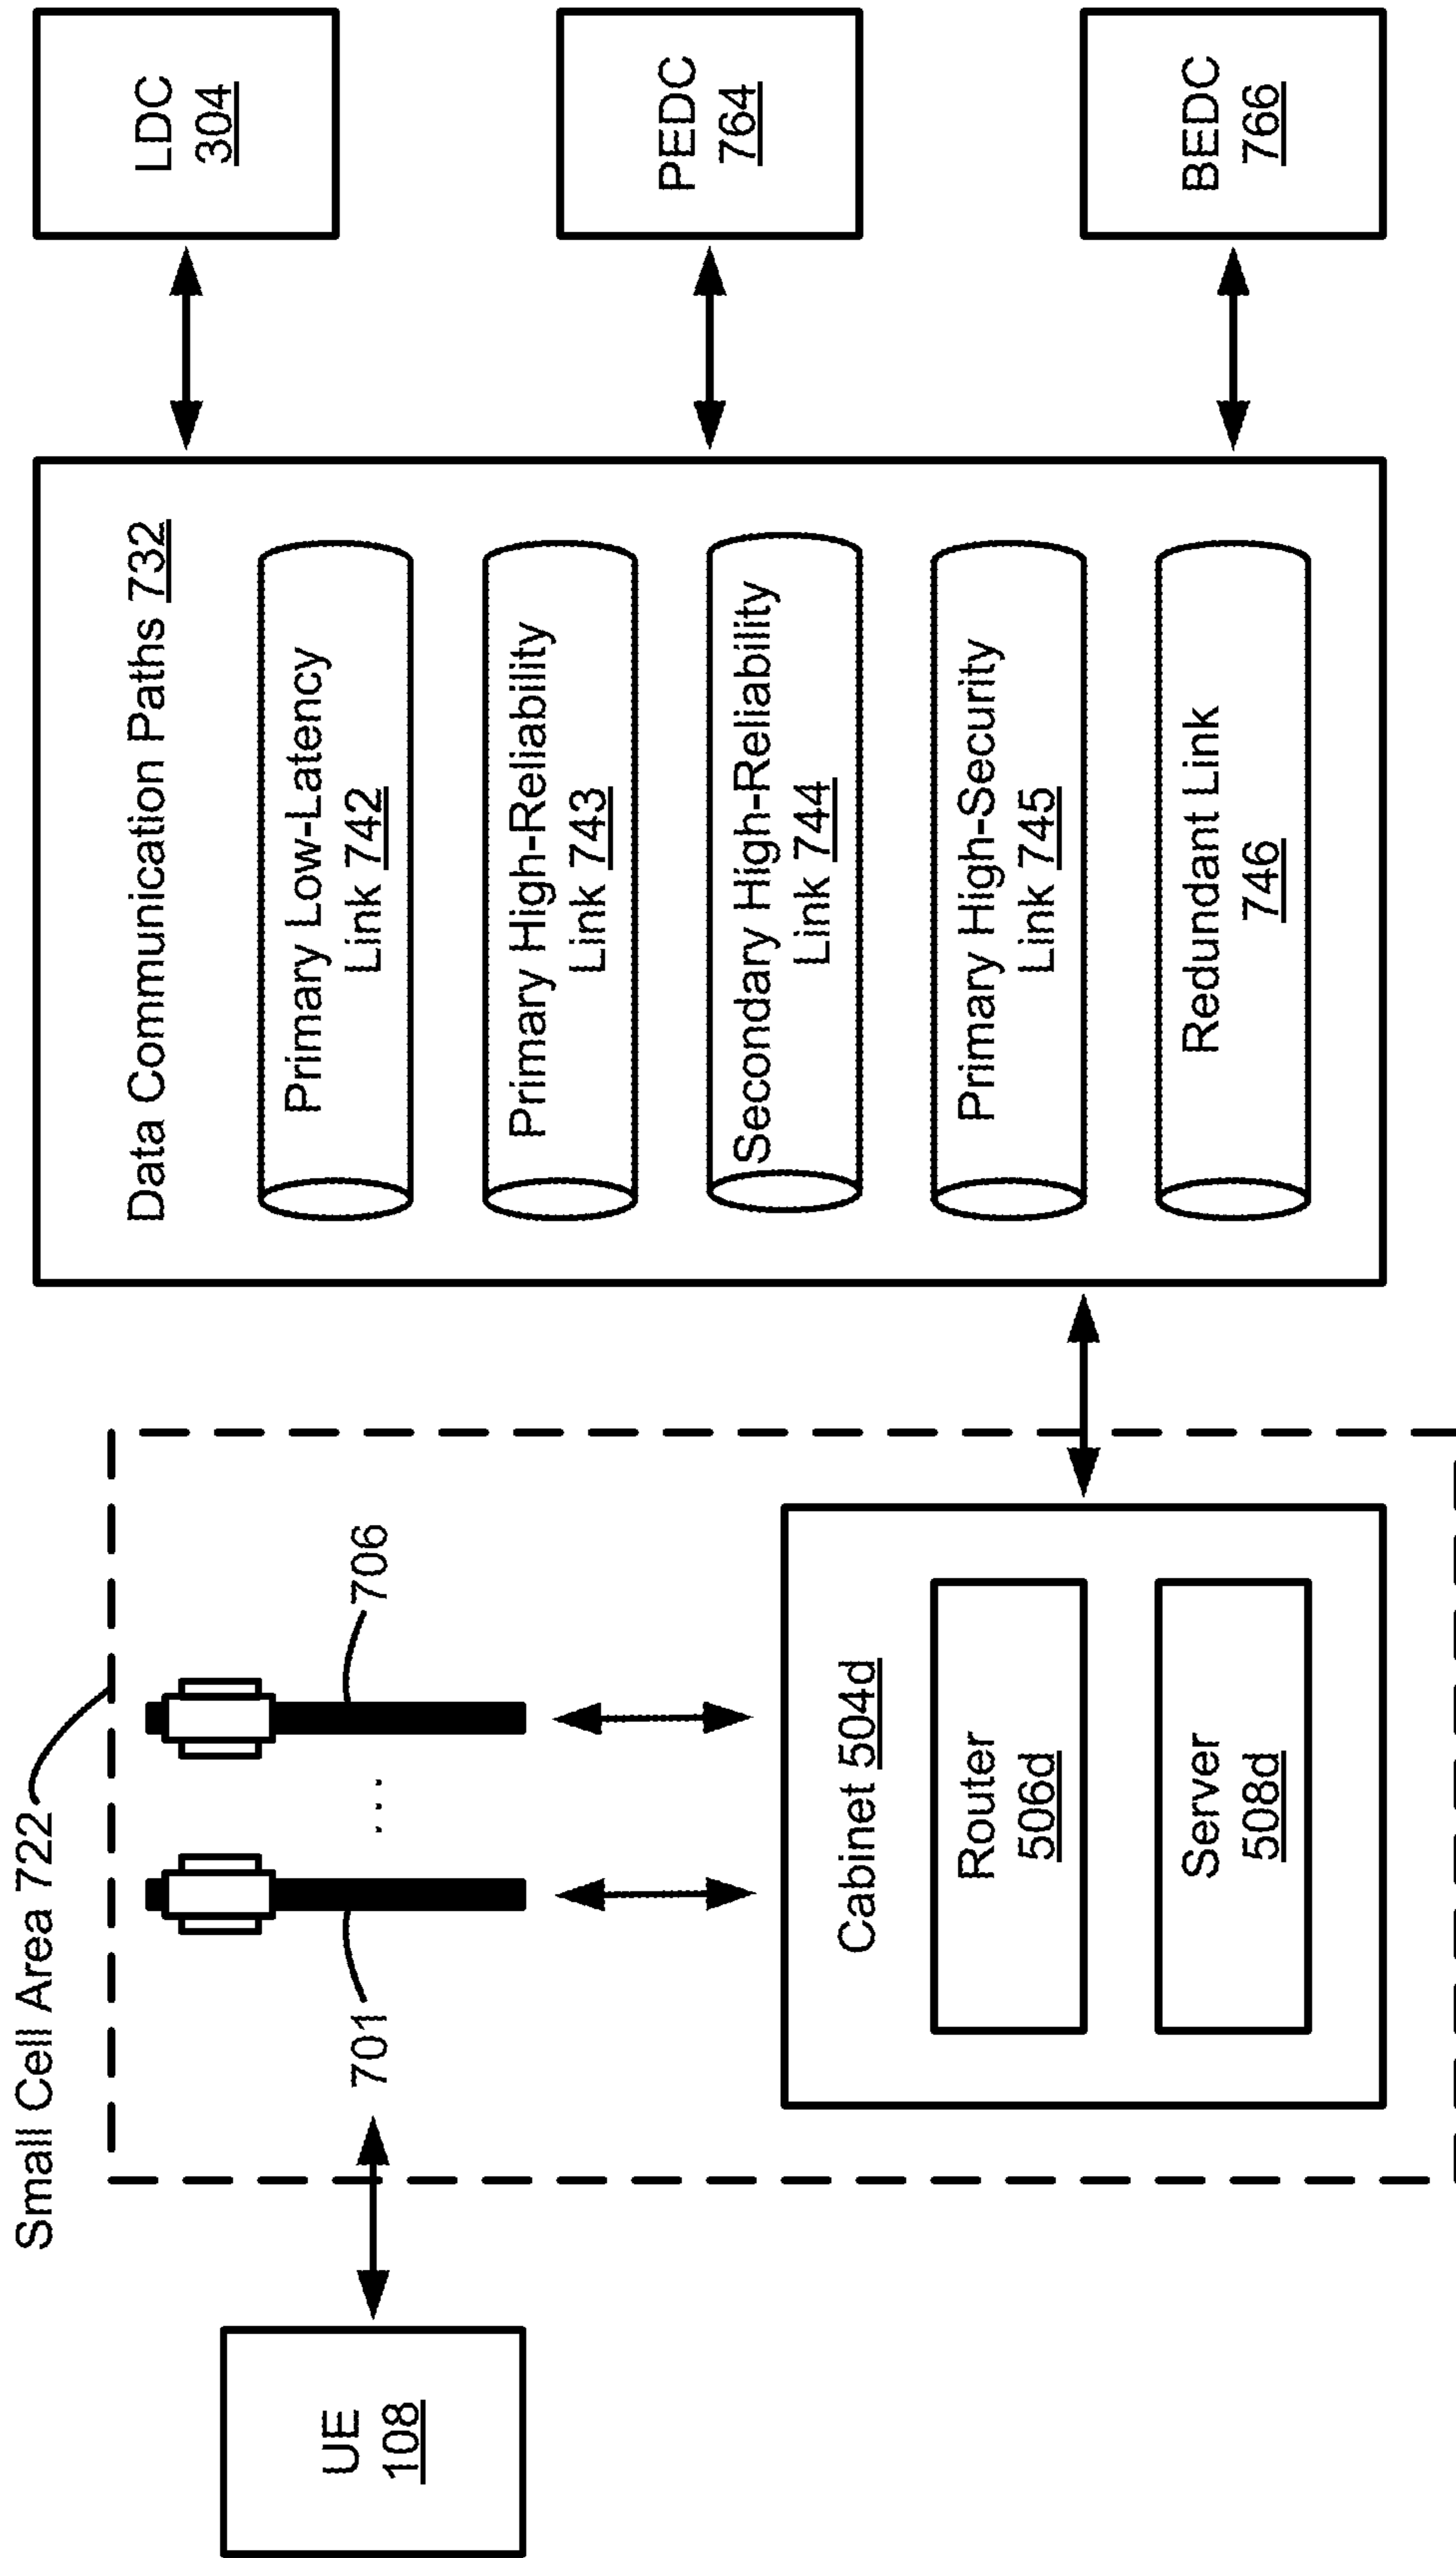 Small Cell Area 722
UE
108
701
. . .
706
Cabinet 504d
Router
506d
Server
508d
Data Communication Paths 732
Primary Low-Latency
Link 742
Primary High-Reliability
Link 743
Secondary High-Reliability
Link 744
Primary High-Security
Link 745
Redundant Link
746
LDC
304
PEDC
764
BEDC
766